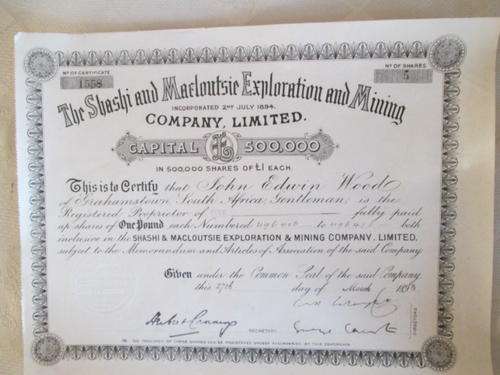 Nº OF CERTIFICATE
Nº OF SHARES
1558
5
The Shashi and Macloutsie Exploration and Mining
INCORPORATED 2ND JULY 1894.
COMPANY, LIMITED.
CAPITAL £ 500,000
IN 500,000 SHARES OF £1 EACH
This is to Certify that John Edwin Wood
of Grahamstown South Africa Gentleman is the
Registered Proprietor of fully paid
up shares of One Pound each Numbered to both
inclusive in the SHASHI & MACLOUTSIE EXPLORATION & MINING COMPANY, LIMITED,
subject to the Memorandum and Articles of Association of the said Company
Given under the Common Seal of the said Company
this 27th day of March
SECRETARY